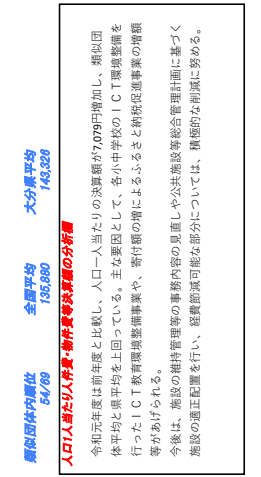 類似団体内順位 全国平均 大分県平均
54/69 135,880 143,326
人口1人当たり人件費・物件費等決算額の分析欄
令和元年度は前年度と比較し、人口一人当たりの決算額が7,079円増加し、類似団
体平均と県平均を上回っている。主な要因として、各小中学校のICT環境整備を
行ったICT教育環境整備事業や、寄付額の増によるふるさと納税促進事業の増額
等があげられる。
今後は、施設の維持管理等の事務内容の見直しや公共施設等総合管理計画に基づく
施設の適正配置を行い、経費節減可能な部分については、積極的な削減に努める。